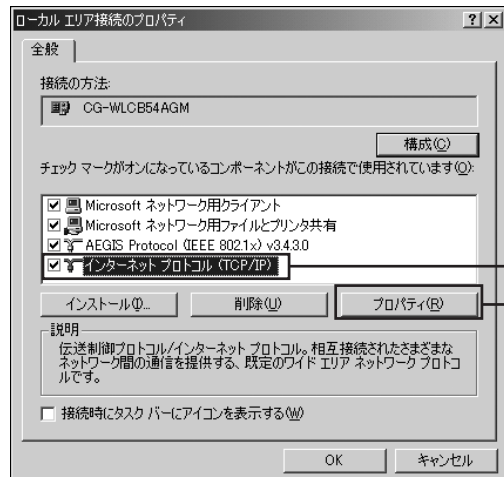 ローカル エリア接続のプロパティ
全般
接続の方法:
CG-WLCB54AGM
構成(C)
チェック マークがオンになっているコンポーネントがこの接続で使用されています(O):
Microsoft ネットワーク用クライアント
Microsoft ネットワーク用ファイルとプリンタ共有
AEGIS Protocol (IEEE 802.1x) v3.4.3.0
インターネット プロトコル (TCP/IP)
インストール(I)... 削除(U) プロパティ(R)
説明
伝送制御プロトコル/インターネット プロトコル。相互接続されたさまざまな
ネットワーク間の通信を提供する、既定のワイド エリア ネットワーク プロトコ
ルです。
接続時にタスク バーにアイコンを表示する(W)
OK キャンセル